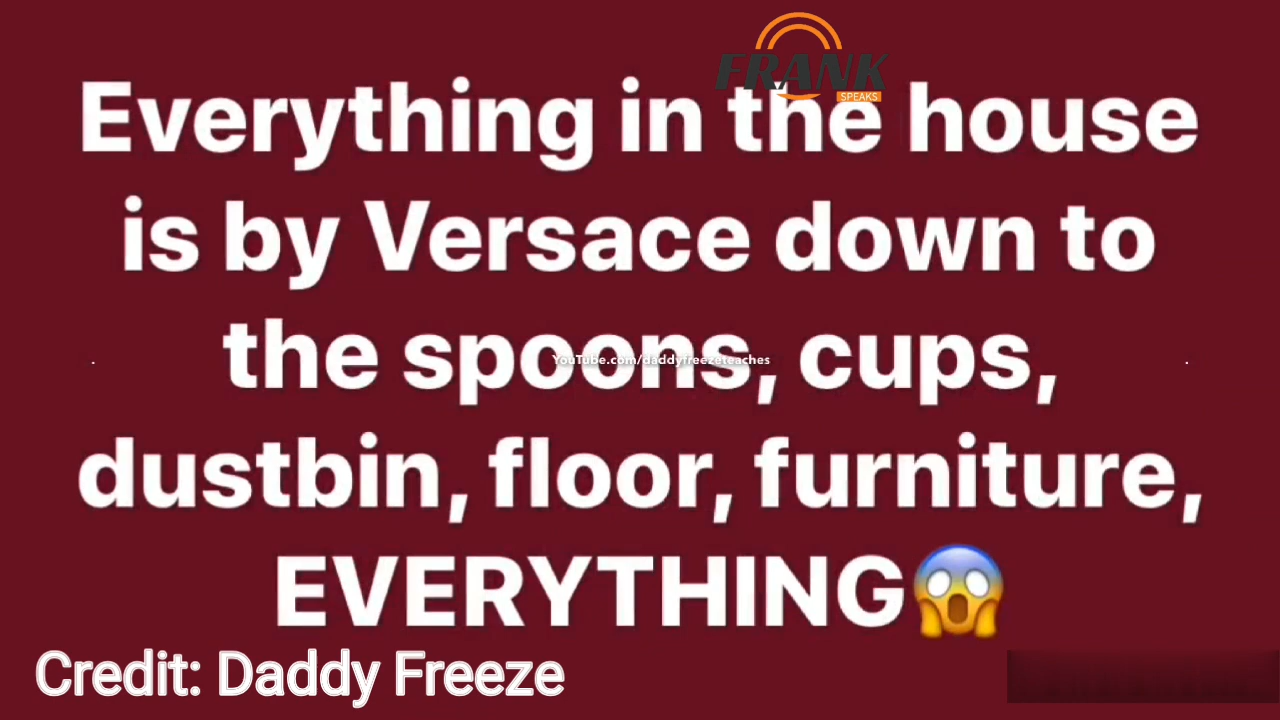 FRANK
SPEAKS
Everything in the house
is by Versace down to
the spoons, cups,
YouTube.com/daddyfreezeteaches
dustbin, floor, furniture,
EVERYTHING😱
Credit: Daddy Freeze